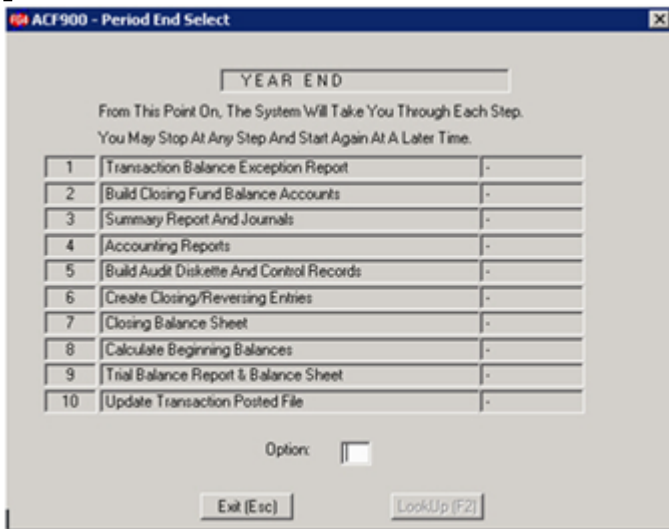 ACF900 - Period End Select
YEAR END
From This Point On, The System Will Take You Through Each Step.
You May Stop At Any Step And Start Again At A Later Time.
1 Transaction Balance Exception Report -
2 Build Closing Fund Balance Accounts -
3 Summary Report And Journals -
4 Accounting Reports -
5 Build Audit Diskette And Control Records -
6 Create Closing/Reversing Entries -
7 Closing Balance Sheet -
8 Calculate Beginning Balances -
9 Trial Balance Report & Balance Sheet -
10 Update Transaction Posted File -
Option:
Exit (Esc) LookUp (F2)